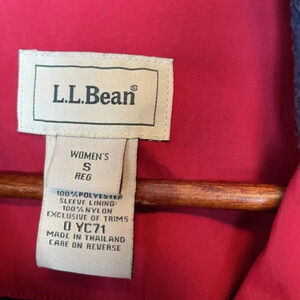 L.L.Bean®
WOMEN'S
S
REG
100% POLYESTER
SLEEVE LINING:
100% NYLON
EXCLUSIVE OF TRIMS
0 YC71
MADE IN THAILAND
CARE ON REVERSE